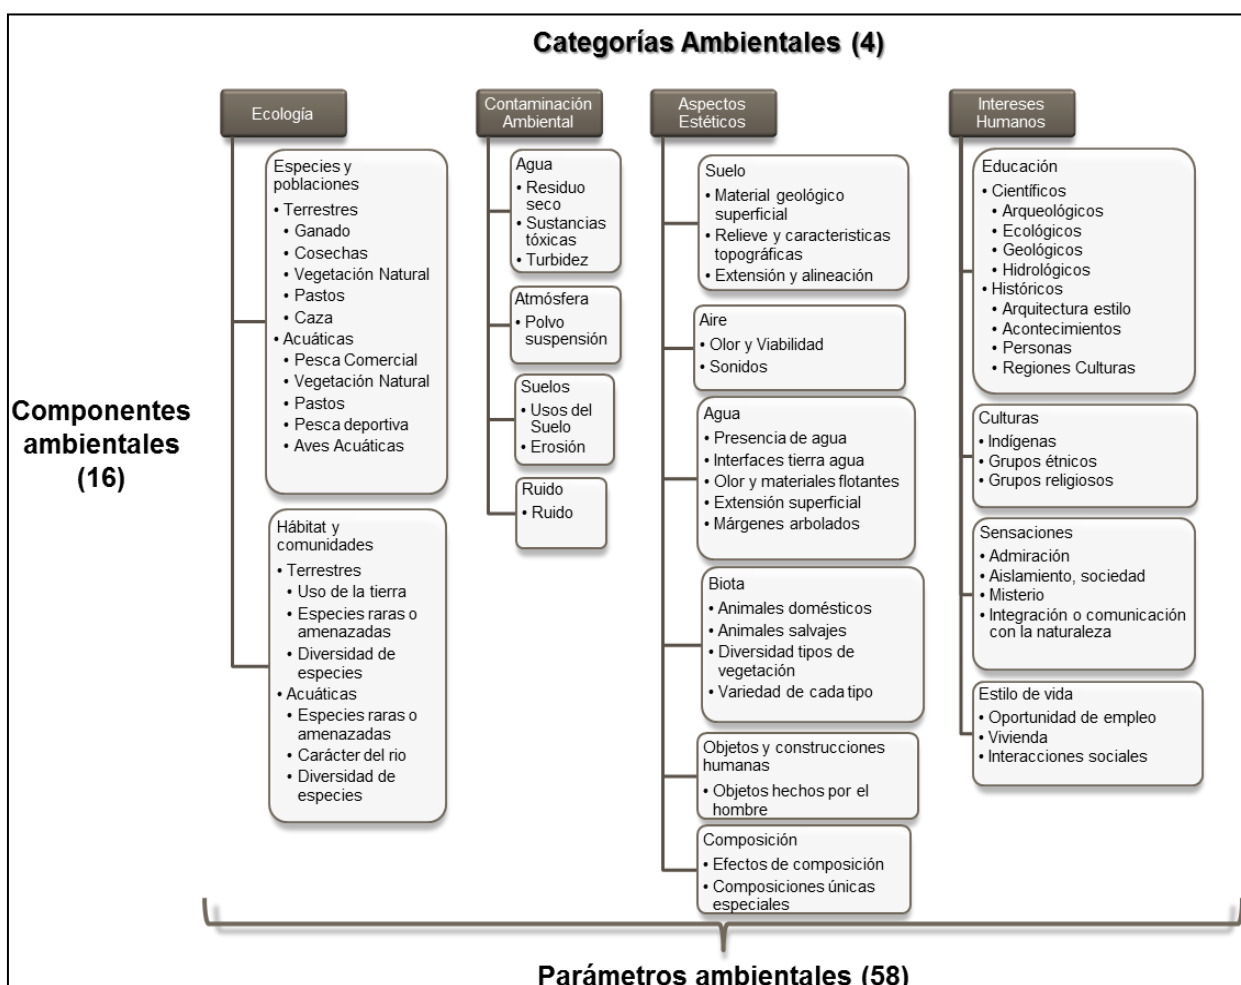 Categorías Ambientales (4)
Componentes
ambientales
(16)
Ecología
Especies y
poblaciones
• Terrestres
• Ganado
• Cosechas
• Vegetación Natural
• Pastos
• Caza
• Acuáticas
• Pesca Comercial
• Vegetación Natural
• Pastos
• Pesca deportiva
• Aves Acuáticas
Hábitat y
comunidades
• Terrestres
• Uso de la tierra
• Especies raras o
amenazadas
• Diversidad de
especies
• Acuáticas
• Especies raras o
amenazadas
• Carácter del rio
• Diversidad de
especies
Contaminación
Ambiental
Agua
• Residuo
seco
• Sustancias
tóxicas
• Turbidez
Atmósfera
• Polvo
suspensión
Suelos
• Usos del
Suelo
• Erosión
Ruido
• Ruido
Aspectos
Estéticos
Suelo
• Material geológico
superficial
• Relieve y caracteristicas
topográficas
• Extensión y alineación
Aire
• Olor y Viabilidad
• Sonidos
Agua
• Presencia de agua
• Interfaces tierra agua
• Olor y materiales flotantes
• Extensión superficial
• Márgenes arbolados
Biota
• Animales domésticos
• Animales salvajes
• Diversidad tipos de
vegetación
• Variedad de cada tipo
Objetos y construcciones
humanas
• Objetos hechos por el
hombre
Composición
• Efectos de composición
• Composiciones únicas
especiales
Intereses
Humanos
Educación
• Científicos
• Arqueológicos
• Ecológicos
• Geológicos
• Hidrológicos
• Históricos
• Arquitectura estilo
• Acontecimientos
• Personas
• Regiones Culturas
Culturas
• Indígenas
• Grupos étnicos
• Grupos religiosos
Sensaciones
• Admiración
• Aislamiento, sociedad
• Misterio
• Integración o comunicación
con la naturaleza
Estilo de vida
• Oportunidad de empleo
• Vivienda
• Interacciones sociales
Parámetros ambientales (58)